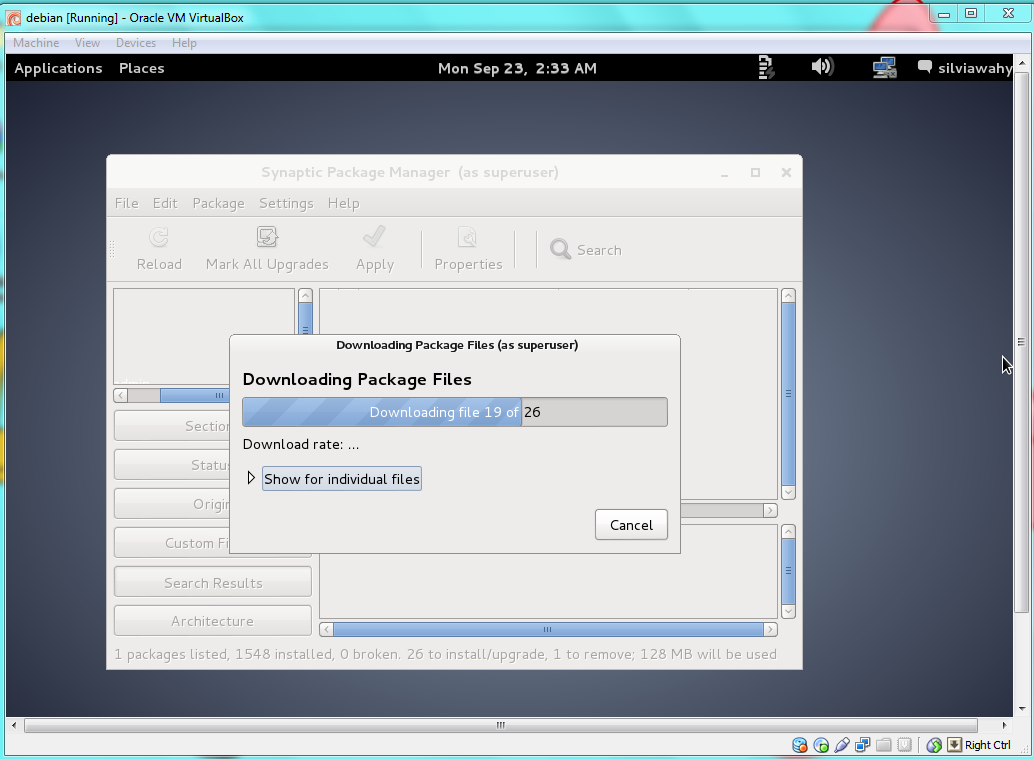 debian [Running] - Oracle VM VirtualBox
Machine View Devices Help
Applications Places Mon Sep 23, 2:33 AM silviawahy
Synaptic Package Manager (as superuser)
File Edit Package Settings Help
Reload Mark All Upgrades Apply Properties Search
Downloading Package Files (as superuser)
Downloading Package Files
Downloading file 19 of 26
Download rate: ...
Show for individual files
Cancel
Section
Status
Origin
Custom Fi
Search Results
Architecture
1 packages listed, 1548 installed, 0 broken. 26 to install/upgrade, 1 to remove; 128 MB will be used
Right Ctrl